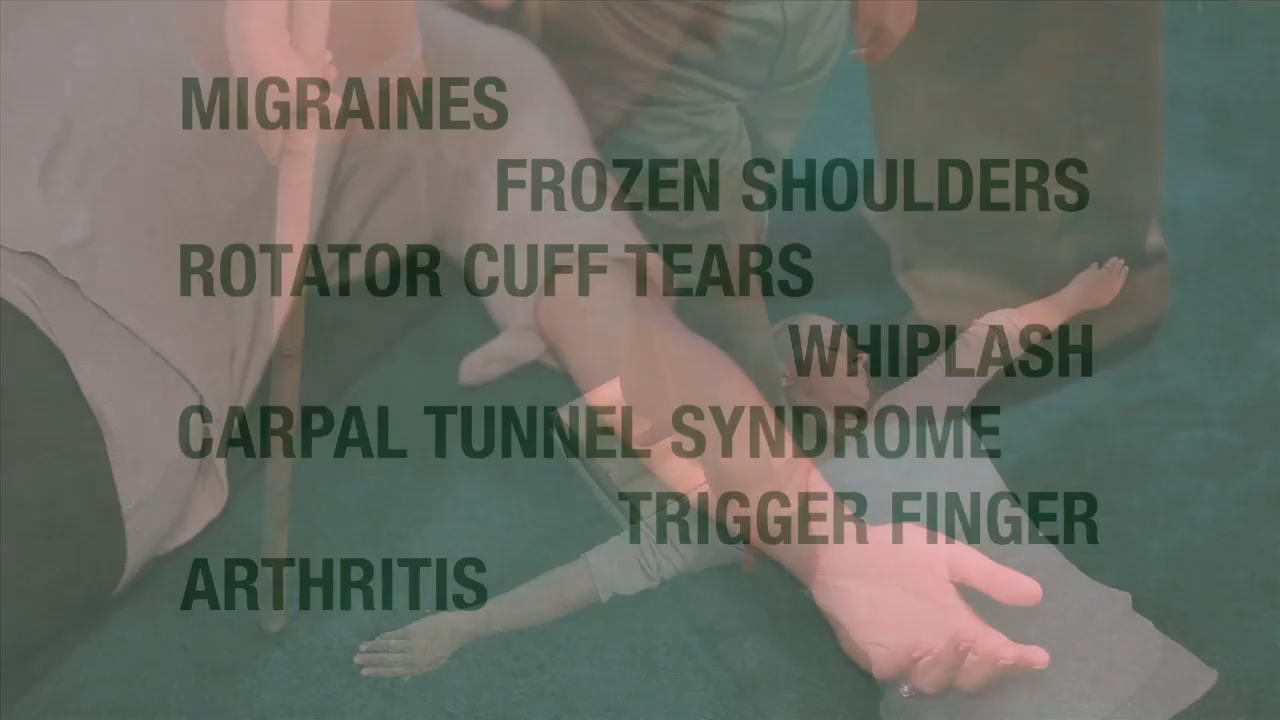 MIGRAINES
FROZEN SHOULDERS
ROTATOR CUFF TEARS
WHIPLASH
CARPAL TUNNEL SYNDROME
TRIGGER FINGER
ARTHRITIS